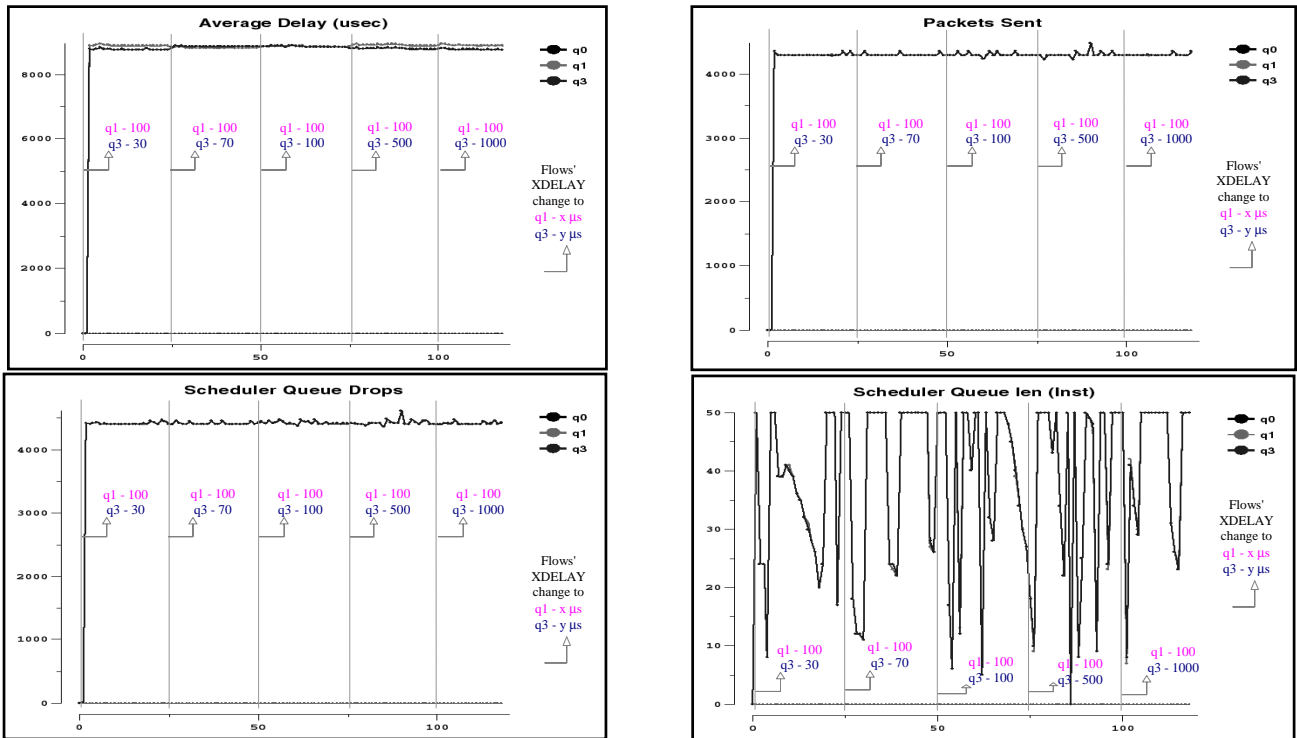 Average Delay (usec)
q0
q1
q3
8000
6000
4000
2000
0
q1 - 100
q3 - 30
q1 - 100
q3 - 70
q1 - 100
q3 - 100
q1 - 100
q3 - 500
q1 - 100
q3 - 1000
Flows'
XDELAY
change to
q1 - x µs
q3 - y µs
0
50
100
Packets Sent
q0
q1
q3
4000
3000
2000
1000
0
q1 - 100
q3 - 30
q1 - 100
q3 - 70
q1 - 100
q3 - 100
q1 - 100
q3 - 500
q1 - 100
q3 - 1000
Flows'
XDELAY
change to
q1 - x µs
q3 - y µs
0
50
100
Scheduler Queue Drops
q0
q1
q3
4000
3000
2000
1000
0
q1 - 100
q3 - 30
q1 - 100
q3 - 70
q1 - 100
q3 - 100
q1 - 100
q3 - 500
q1 - 100
q3 - 1000
Flows'
XDELAY
change to
q1 - x µs
q3 - y µs
0
50
100
Scheduler Queue len (Inst)
q0
q1
q3
50
40
30
20
10
0
q1 - 100
q3 - 30
q1 - 100
q3 - 70
q1 - 100
q3 - 100
q1 - 100
q3 - 500
q1 - 100
q3 - 1000
Flows'
XDELAY
change to
q1 - x µs
q3 - y µs
0
50
100